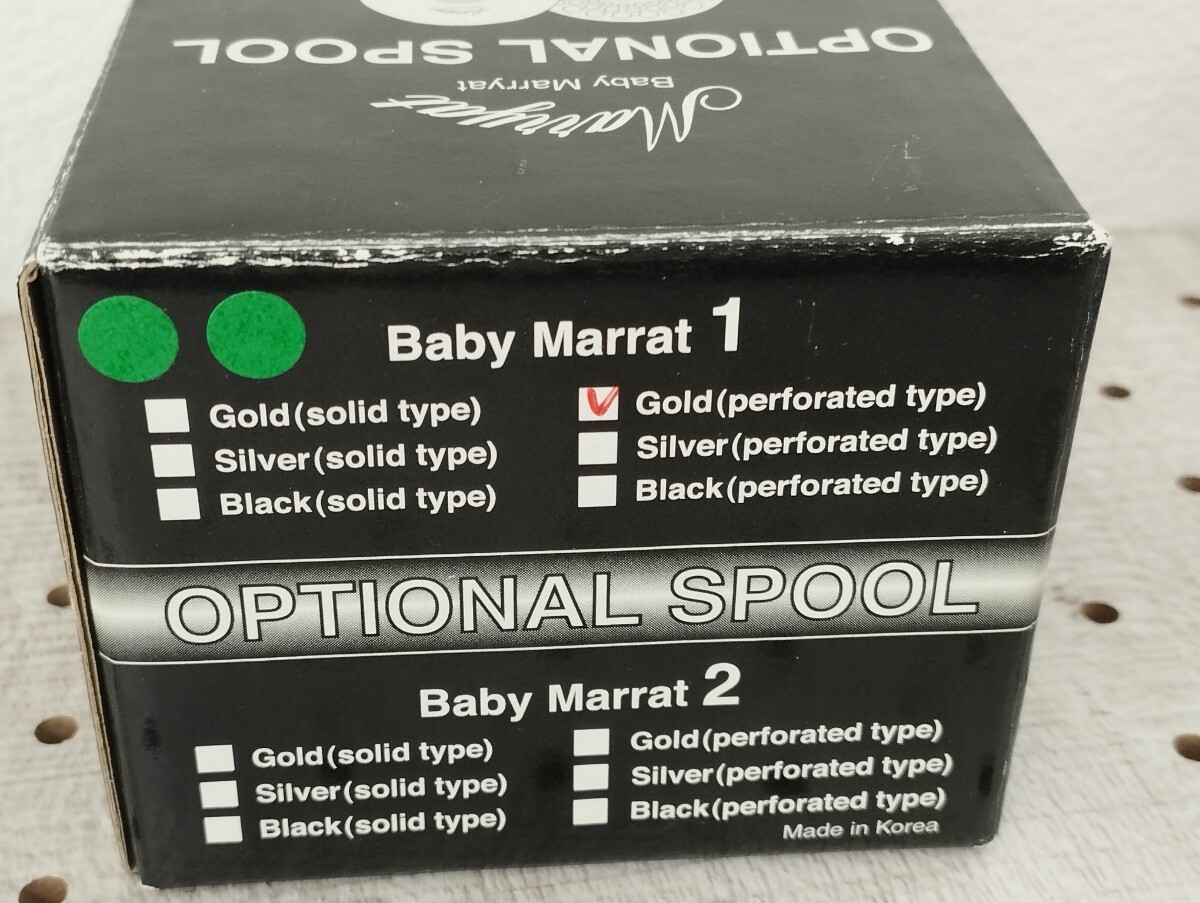 OPTIONAL SPOOL
Baby Marryat
Marryat
Baby Marrat 1
Gold(solid type)
Gold(perforated type)
Silver(solid type)
Silver(perforated type)
Black(solid type)
Black(perforated type)
OPTIONAL SPOOL
Baby Marrat 2
Gold(solid type)
Gold(perforated type)
Silver(solid type)
Silver(perforated type)
Black(solid type)
Black(perforated type)
Made in Korea